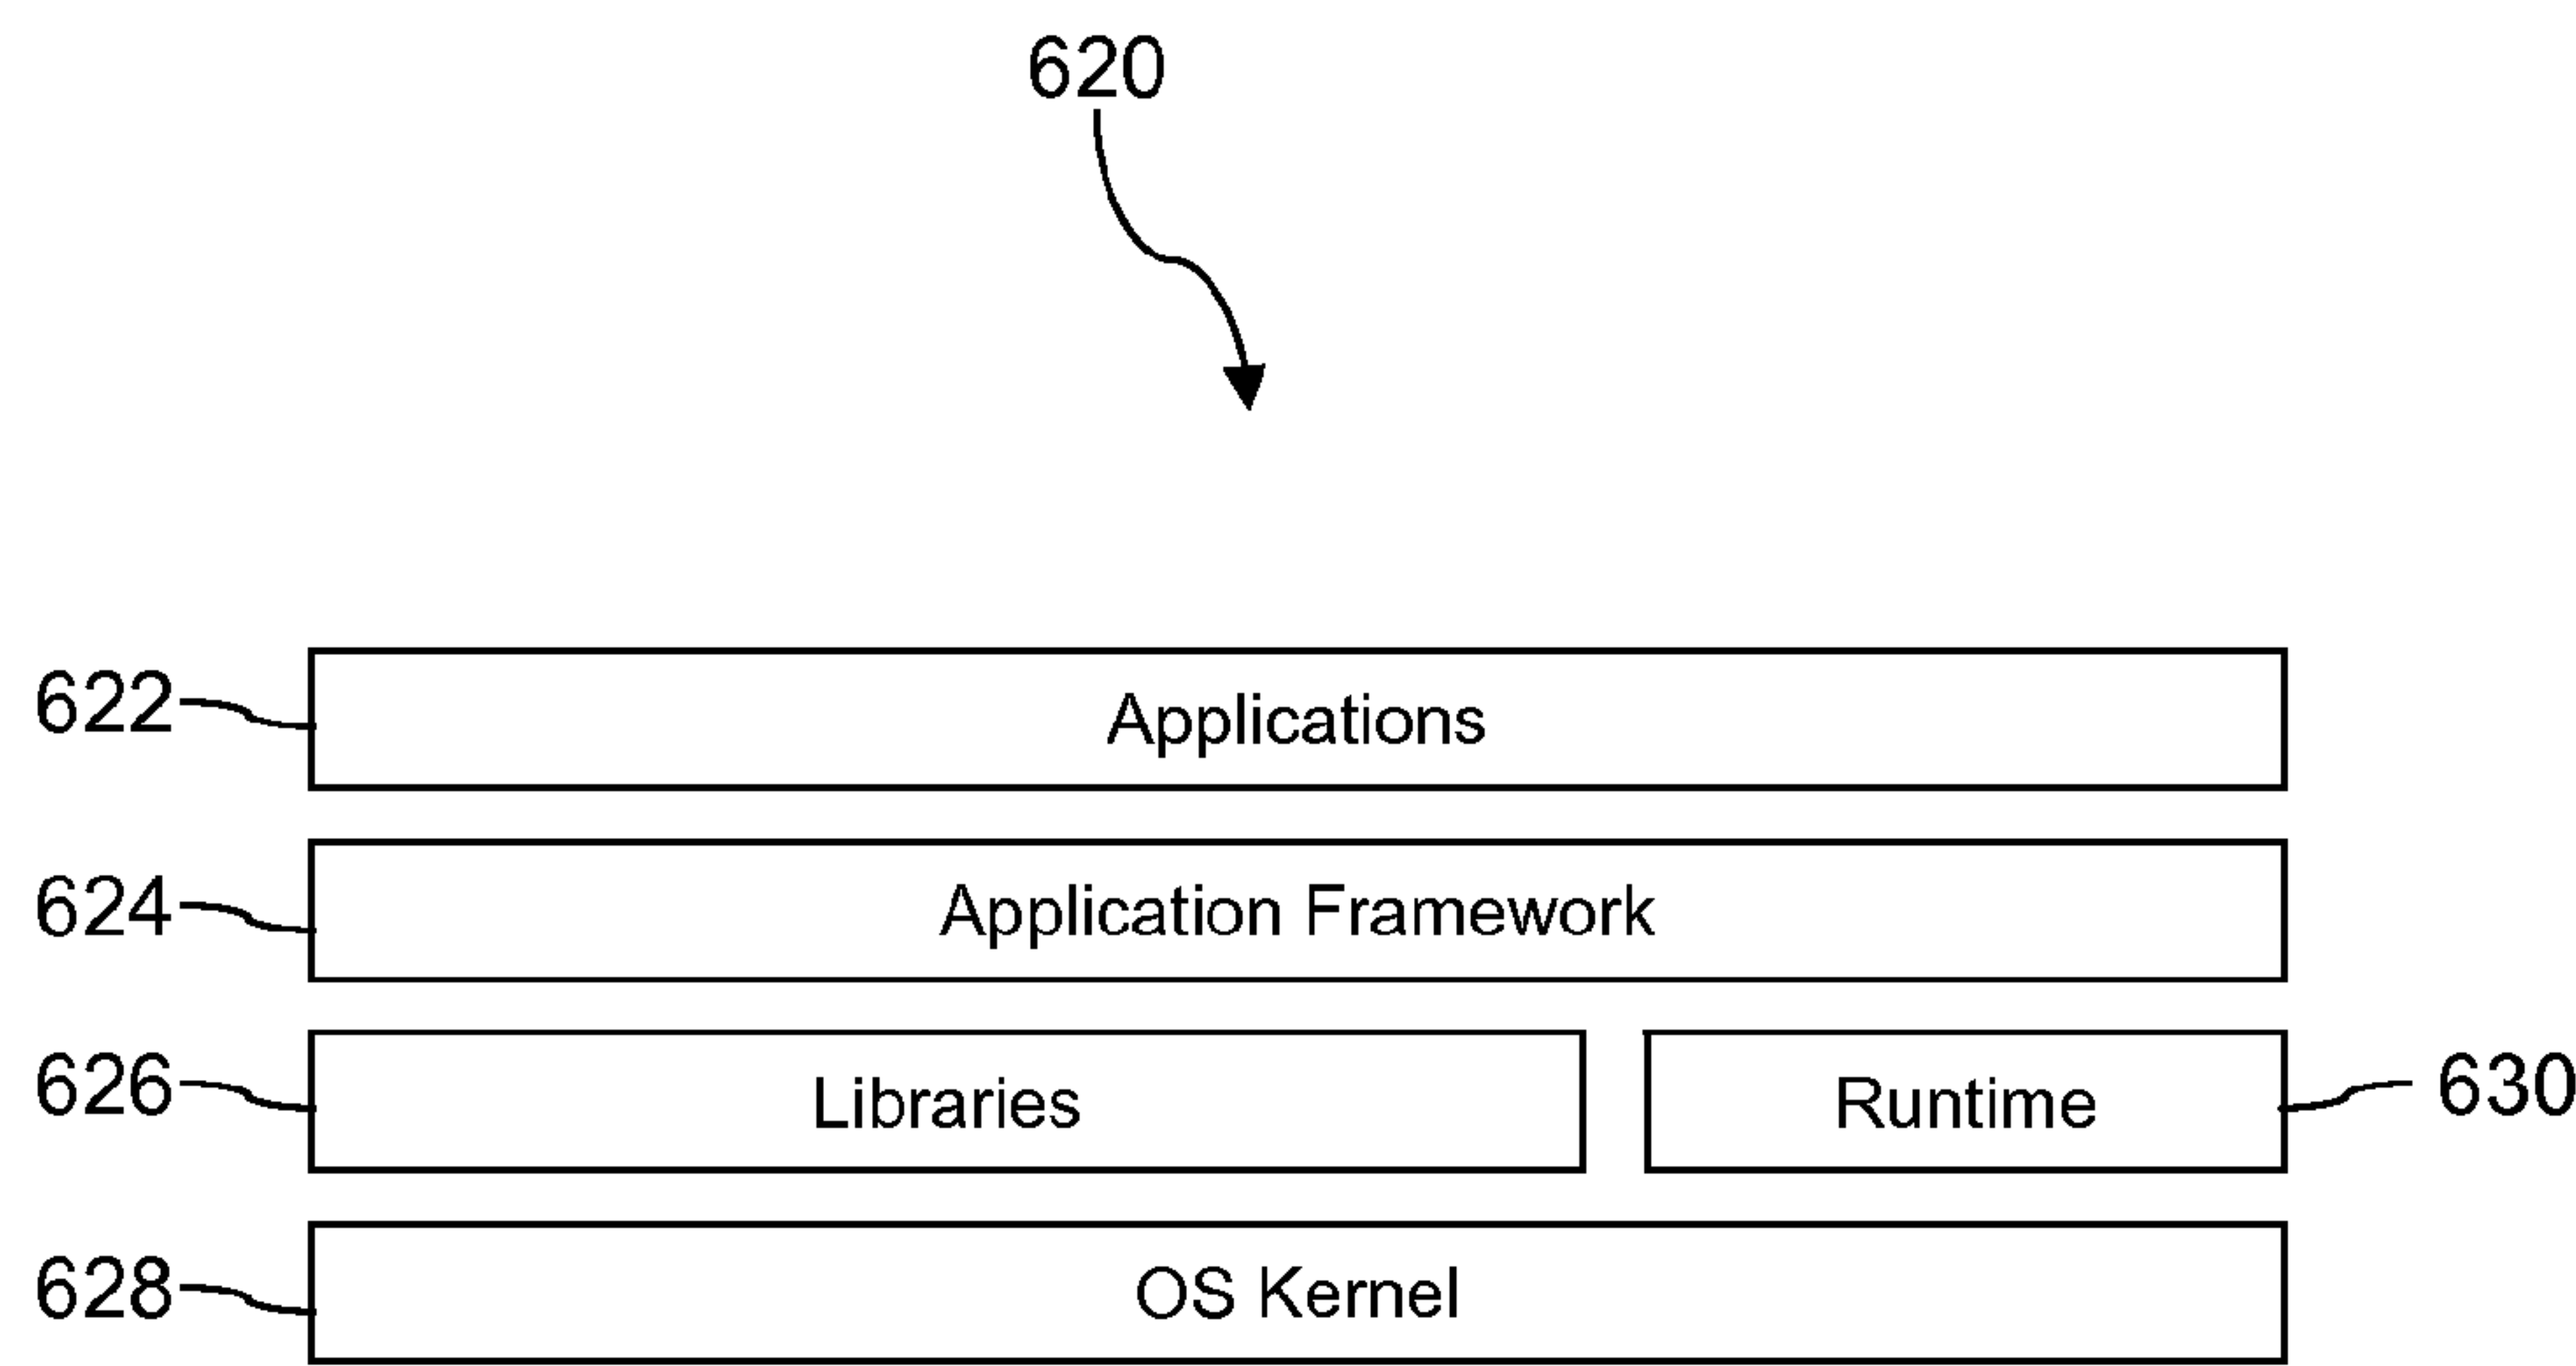 620
622 Applications
624 Application Framework
626 Libraries Runtime 630
628 OS Kernel